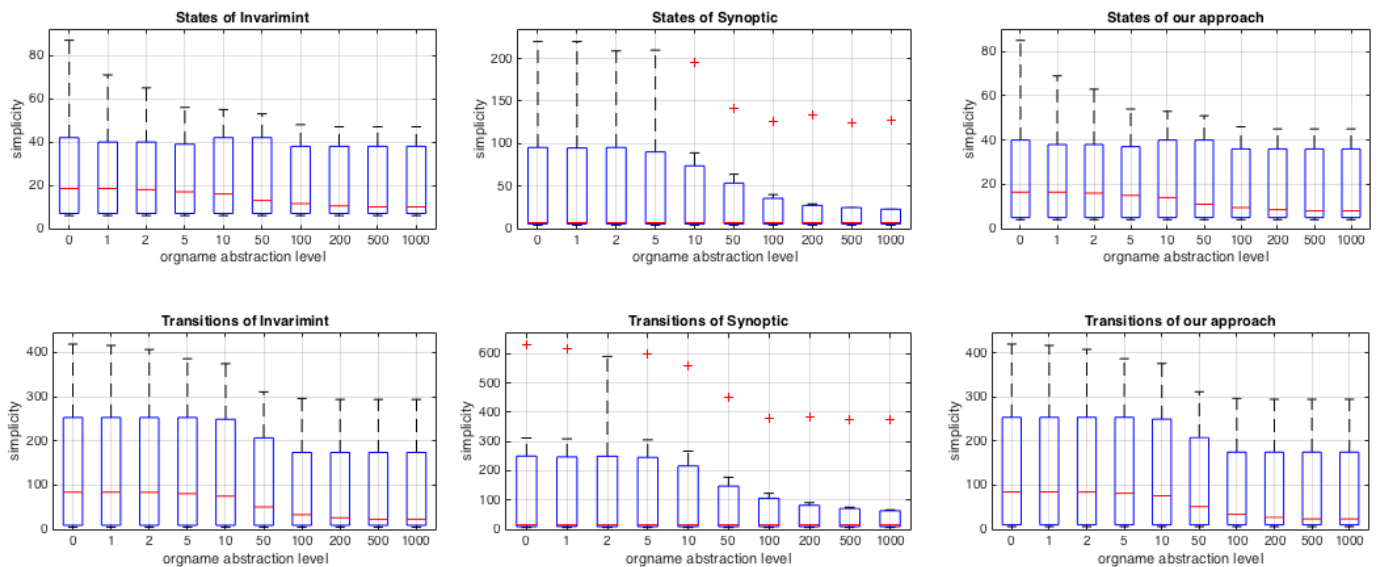 States of Invarimint
States of Synoptic
States of our approach
simplicity
80
60
40
20
0
simplicity
200
150
100
50
0
simplicity
80
60
40
20
0
0 1 2 5 10 50 100 200 500 1000
0 1 2 5 10 50 100 200 500 1000
0 1 2 5 10 50 100 200 500 1000
orgname abstraction level
orgname abstraction level
orgname abstraction level
Transitions of Invarimint
Transitions of Synoptic
Transitions of our approach
simplicity
400
300
200
100
0
simplicity
600
500
400
300
200
100
0
simplicity
400
300
200
100
0
0 1 2 5 10 50 100 200 500 1000
0 1 2 5 10 50 100 200 500 1000
0 1 2 5 10 50 100 200 500 1000
orgname abstraction level
orgname abstraction level
orgname abstraction level